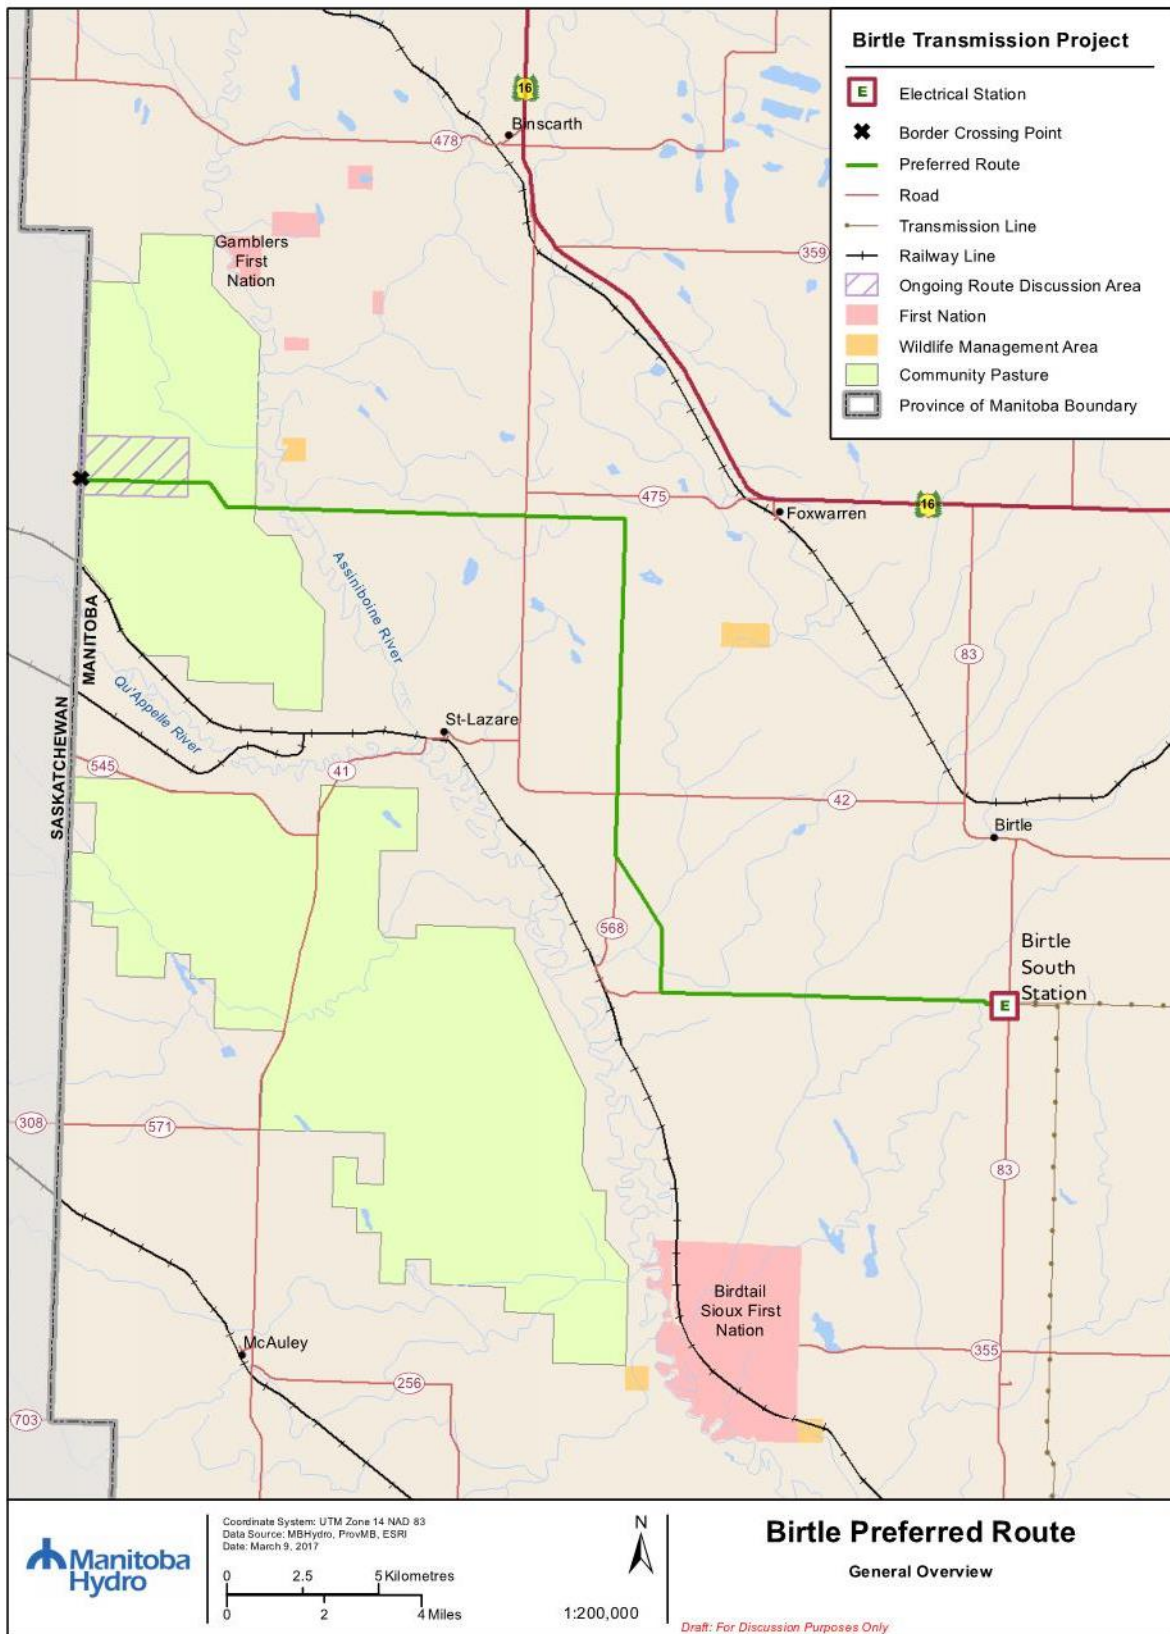 Birtle Transmission Project
E Electrical Station
Border Crossing Point
Preferred Route
Road
Transmission Line
Railway Line
Ongoing Route Discussion Area
First Nation
Wildlife Management Area
Community Pasture
Province of Manitoba Boundary
16
Binscarth
478
359
Gamblers
First
Nation
475
Foxwarren
16
Assiniboine River
MANITOBA
SASKATCHEWAN
83
Qu'Appelle River
St-Lazare
545
41
42
Birtle
568
Birtle
South
Station
E
308
571
83
Birdtail
Sioux First
Nation
McAuley
355
256
703
Manitoba
Hydro
Coordinate System: UTM Zone 14 NAD 83
Data Source: MBHydro, ProvMB, ESRI
Date: March 9, 2017
0 2.5 5 Kilometres
0 2 4 Miles
N
1:200,000
Birtle Preferred Route
General Overview
Draft: For Discussion Purposes Only